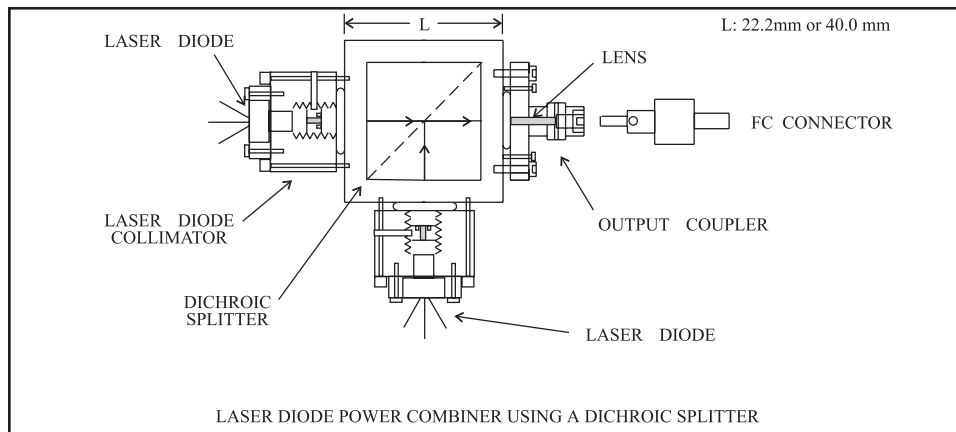 LASER DIODE
L
L: 22.2mm or 40.0 mm
LENS
FC CONNECTOR
LASER DIODE
COLLIMATOR
OUTPUT COUPLER
DICHROIC
SPLITTER
LASER DIODE
LASER DIODE POWER COMBINER USING A DICHROIC SPLITTER